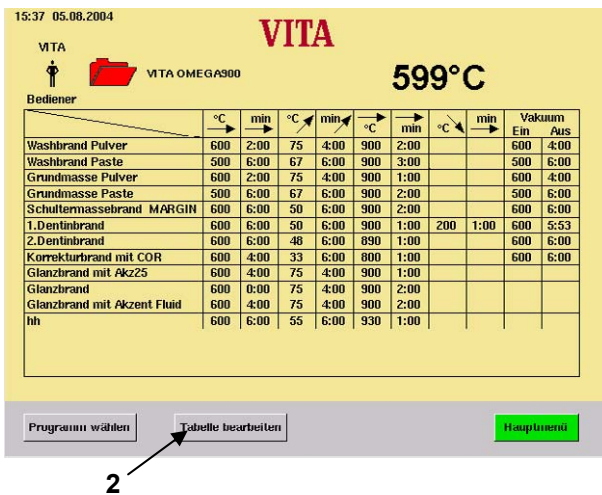 15:37 05.08.2004
VITA
VITA
VITA OMEGA900
599°C
Bediener
°C min °C min °C min °C min Vakuum
Ein Aus
Washbrand Pulver 600 2:00 75 4:00 900 2:00 600 4:00
Washbrand Paste 500 6:00 67 6:00 900 3:00 500 6:00
Grundmasse Pulver 600 2:00 75 4:00 900 1:00 600 4:00
Grundmasse Paste 500 6:00 67 6:00 900 2:00 500 6:00
Schultermassebrand MARGIN 600 6:00 50 6:00 900 2:00 600 6:00
1.Dentinbrand 600 6:00 50 6:00 900 1:00 200 1:00 600 5:53
2.Dentinbrand 600 6:00 48 6:00 890 1:00 600 6:00
Korrekturbrand mit COR 600 4:00 33 6:00 800 1:00 600 6:00
Glanzbrand mit Akz25 600 4:00 75 4:00 900 1:00
Glanzbrand 600 0:00 75 4:00 900 2:00
Glanzbrand mit Akzent Fluid 600 4:00 75 4:00 900 2:00
hh 600 6:00 55 6:00 930 1:00
Programm wählen Tabelle bearbeiten Hauptmenü
2